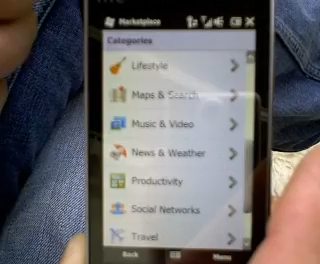 Marketplace
Categories
Lifestyle
Maps & Search
Music & Video
News & Weather
Productivity
Social Networks
Travel
Back
Menu